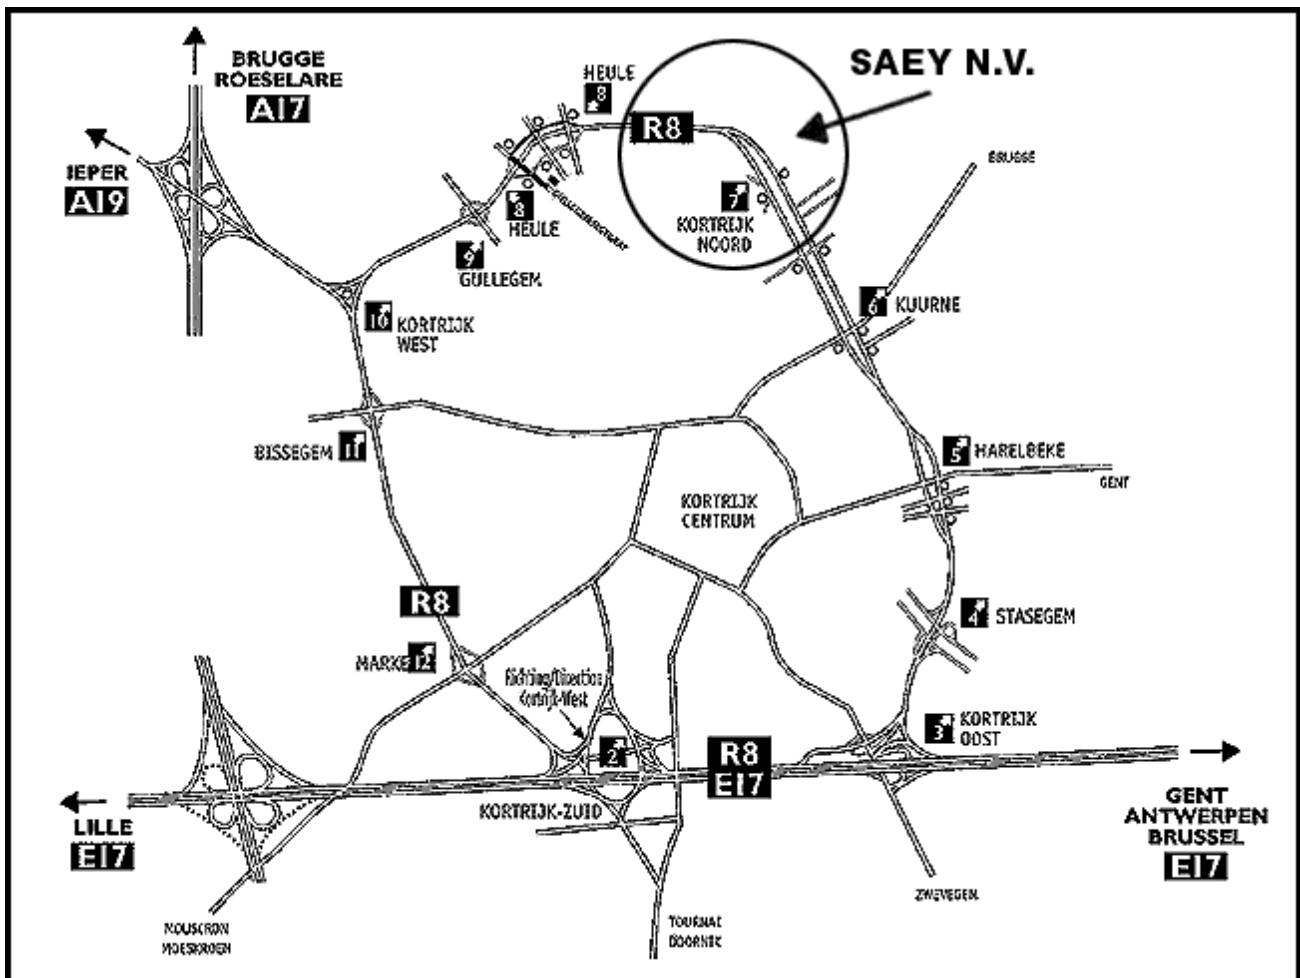 BRUGGE
ROESELARE
A17
IEPER
A19
HEULE
8
R8
SAEY N.V.
BRUGGE
7
KORTRIJK
NOORD
8
HEULE
9
GULLEGEM
6
KUURNE
10
KORTRIJK
WEST
BISSEGEM
11
5
HARELBEKE
GENT
KORTRIJK
CENTRUM
R8
4
STASEGEM
MARKE
12
Richting/Direction
Kortrijk-West
3
KORTRIJK
OOST
2
R8
E17
KORTRIJK-ZUID
LILLE
E17
GENT
ANTWERPEN
BRUSSEL
E17
ZWEVEGEM
MOUSCRON
MOESKROEN
TOURNAI
DOORNIK